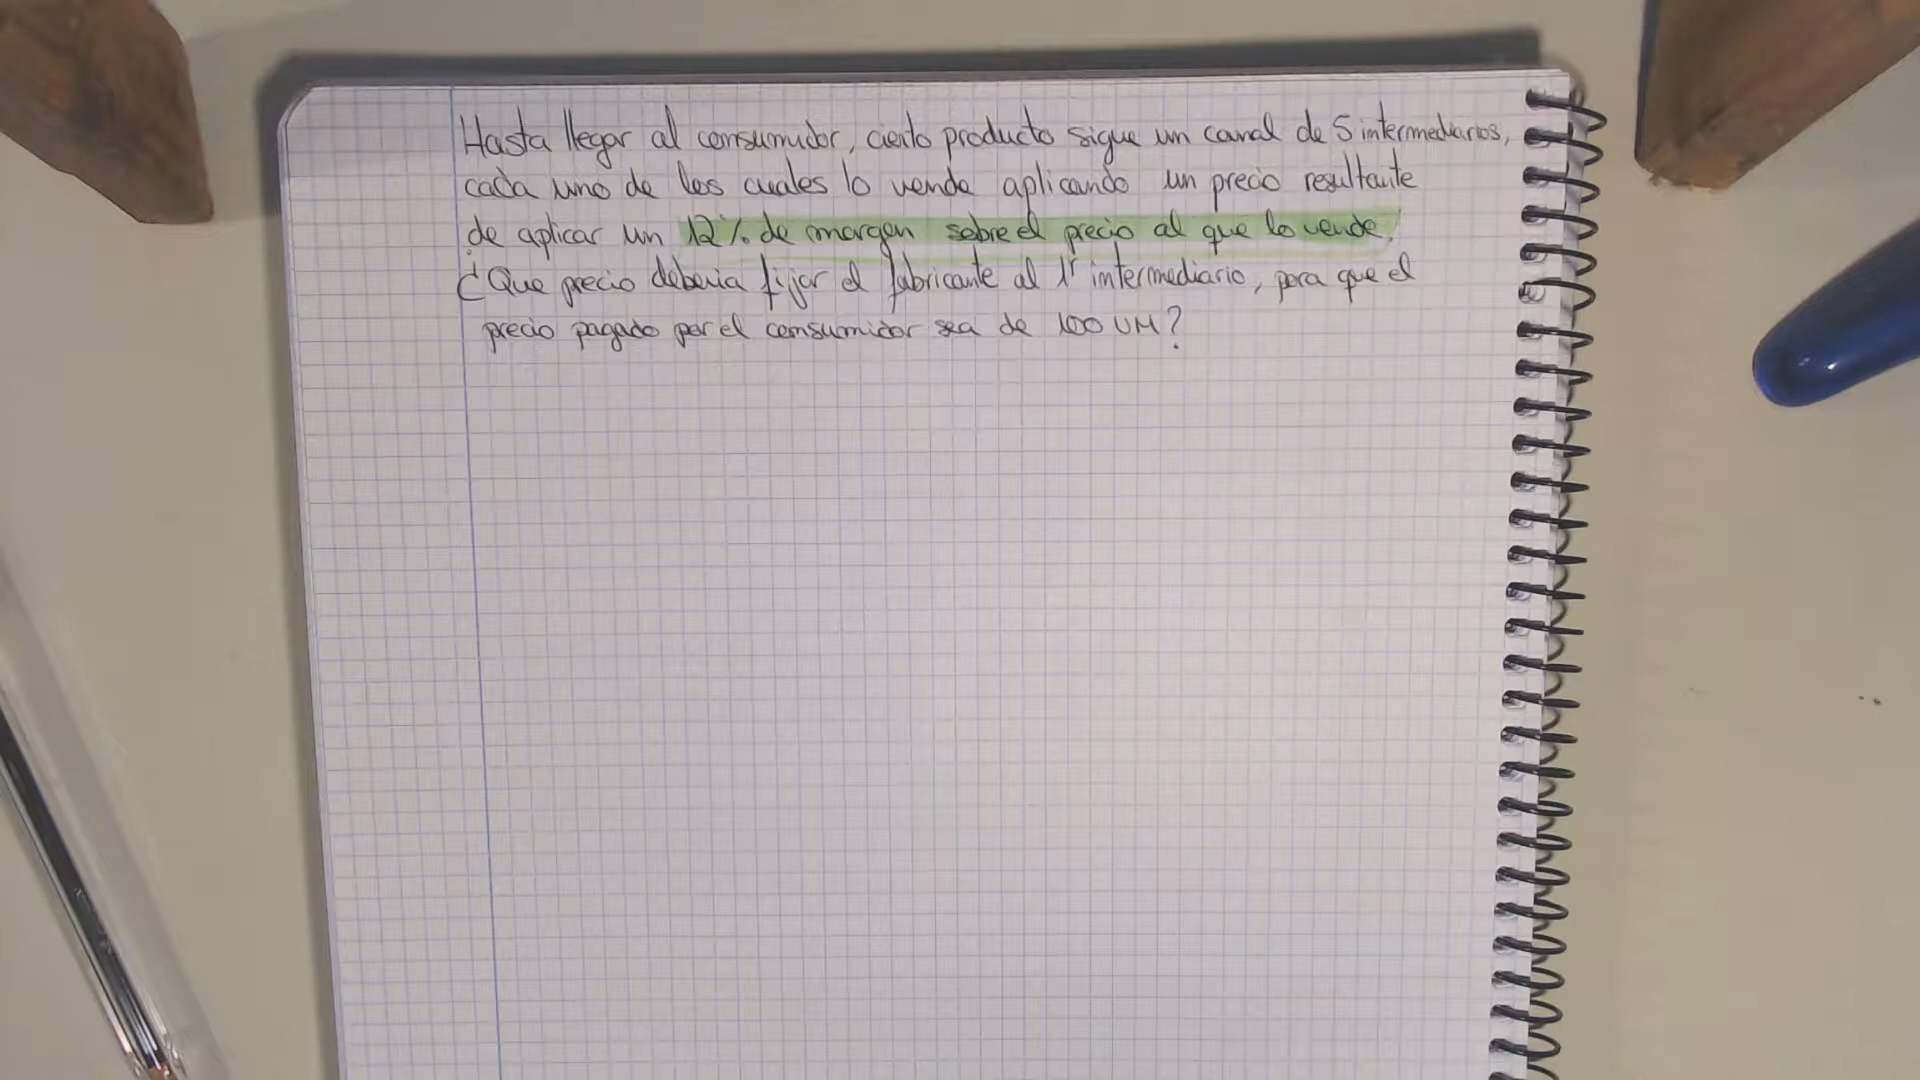 Hasta llegar al consumidor, cierto producto sigue un canal de 5 intermediarios,
cada uno de los cuales lo vende aplicando un precio resultante
de aplicar un 12% de margen sobre el precio al que lo vende.
¿Que precio deberia fijar el fabricante al 1r intermediario, para que el
precio pagado por el consumidor sea de 100 UM?